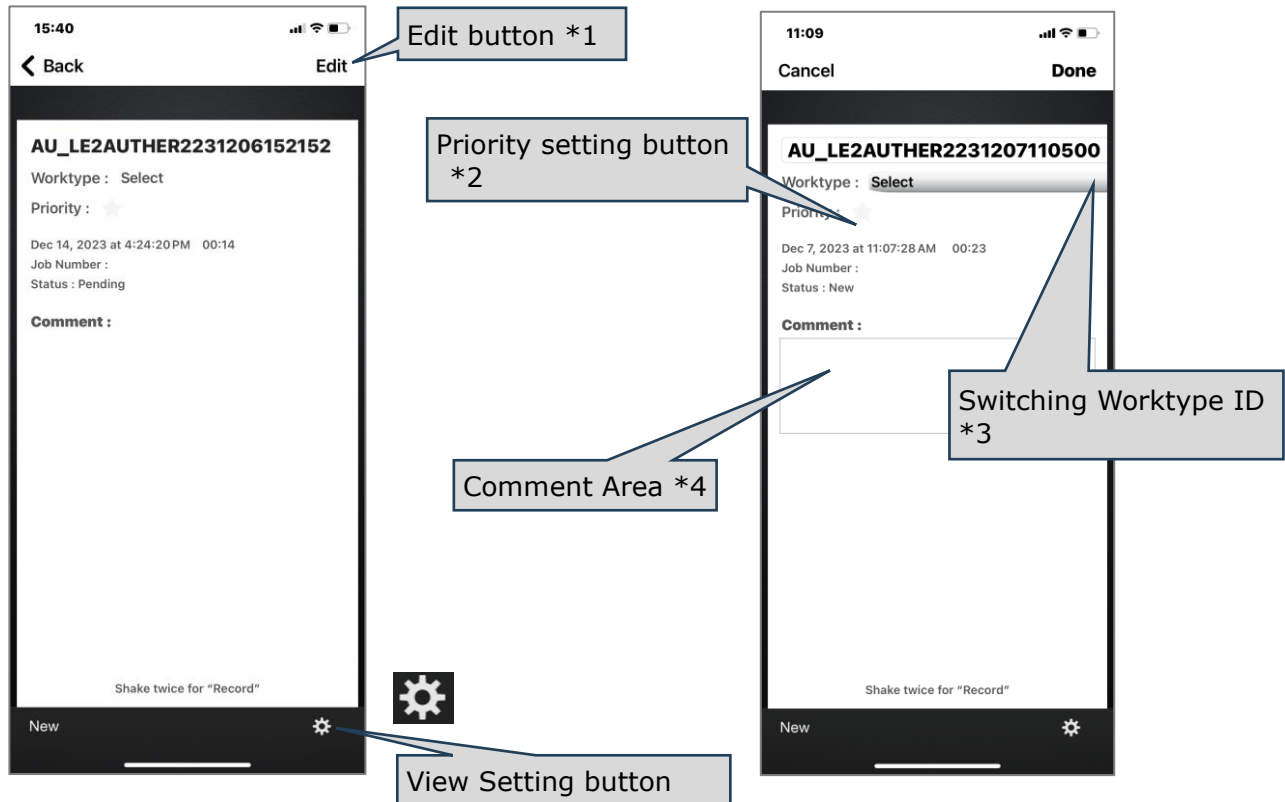 15:40
Back
Edit
AU_LE2AUTHER2231206152152
Worktype : Select
Priority :
Dec 14, 2023 at 4:24:20 PM 00:14
Job Number :
Status : Pending
Comment :
Shake twice for “Record”
New
Edit button *1
Priority setting button
*2
Comment Area *4
View Setting button
11:09
Cancel
Done
AU_LE2AUTHER2231207110500
Worktype : Select
Priority :
Dec 7, 2023 at 11:07:28 AM 00:23
Job Number :
Status : New
Comment :
Switching Worktype ID
*3
Shake twice for “Record”
New